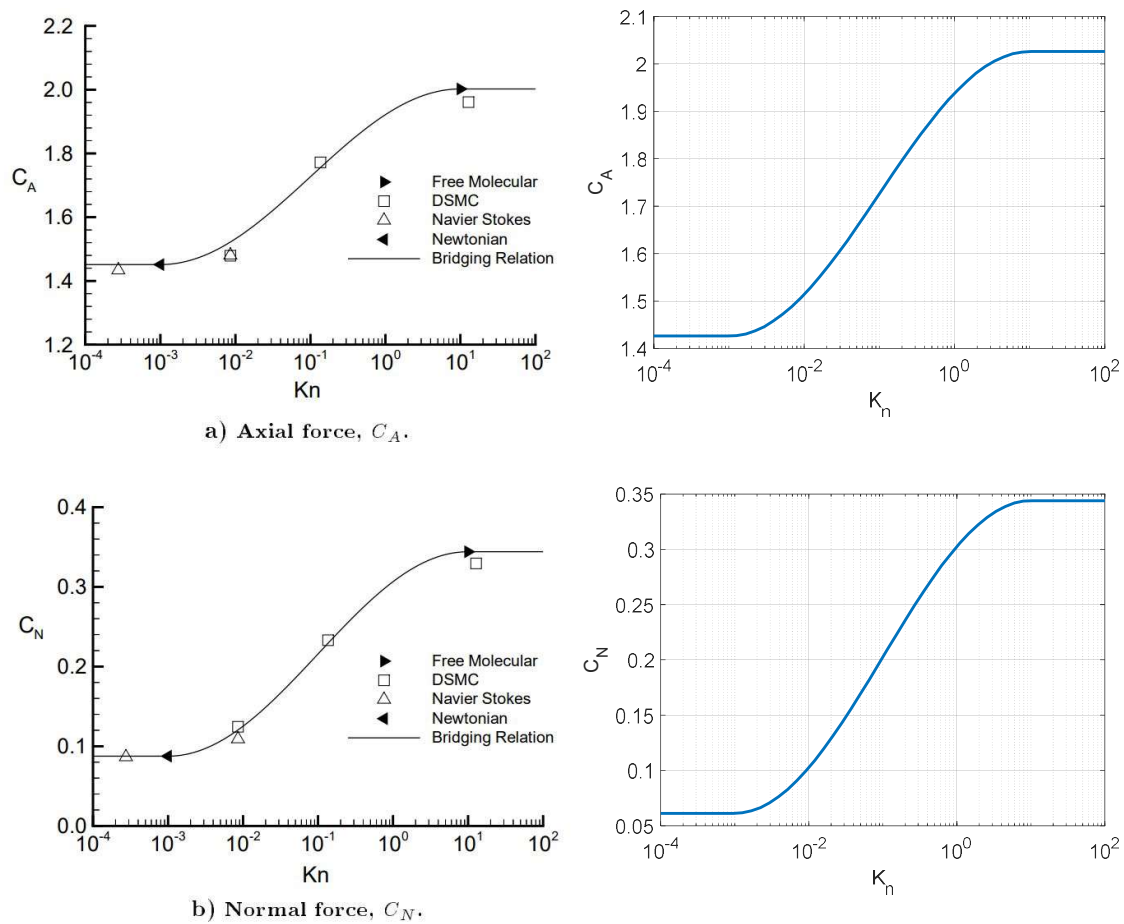 2.0
1.8
1.6
1.4
1.2
C_A
10^-4 10^-3 10^-2 10^-1 10^0 10^1 10^2
Kn
Free Molecular
DSMC
Navier Stokes
Newtonian
Bridging Relation
a) Axial force, C_A.
2.1
2
1.9
1.8
1.7
1.6
1.5
1.4
C_A
10^-4 10^-2 10^0 10^2
K_n
0.4
0.3
0.2
0.1
0.0
C_N
10^-4 10^-3 10^-2 10^-1 10^0 10^1 10^2
Kn
Free Molecular
DSMC
Navier Stokes
Newtonian
Bridging Relation
b) Normal force, C_N.
0.35
0.3
0.25
0.2
0.15
0.1
0.05
C_N
10^-4 10^-2 10^0 10^2
K_n